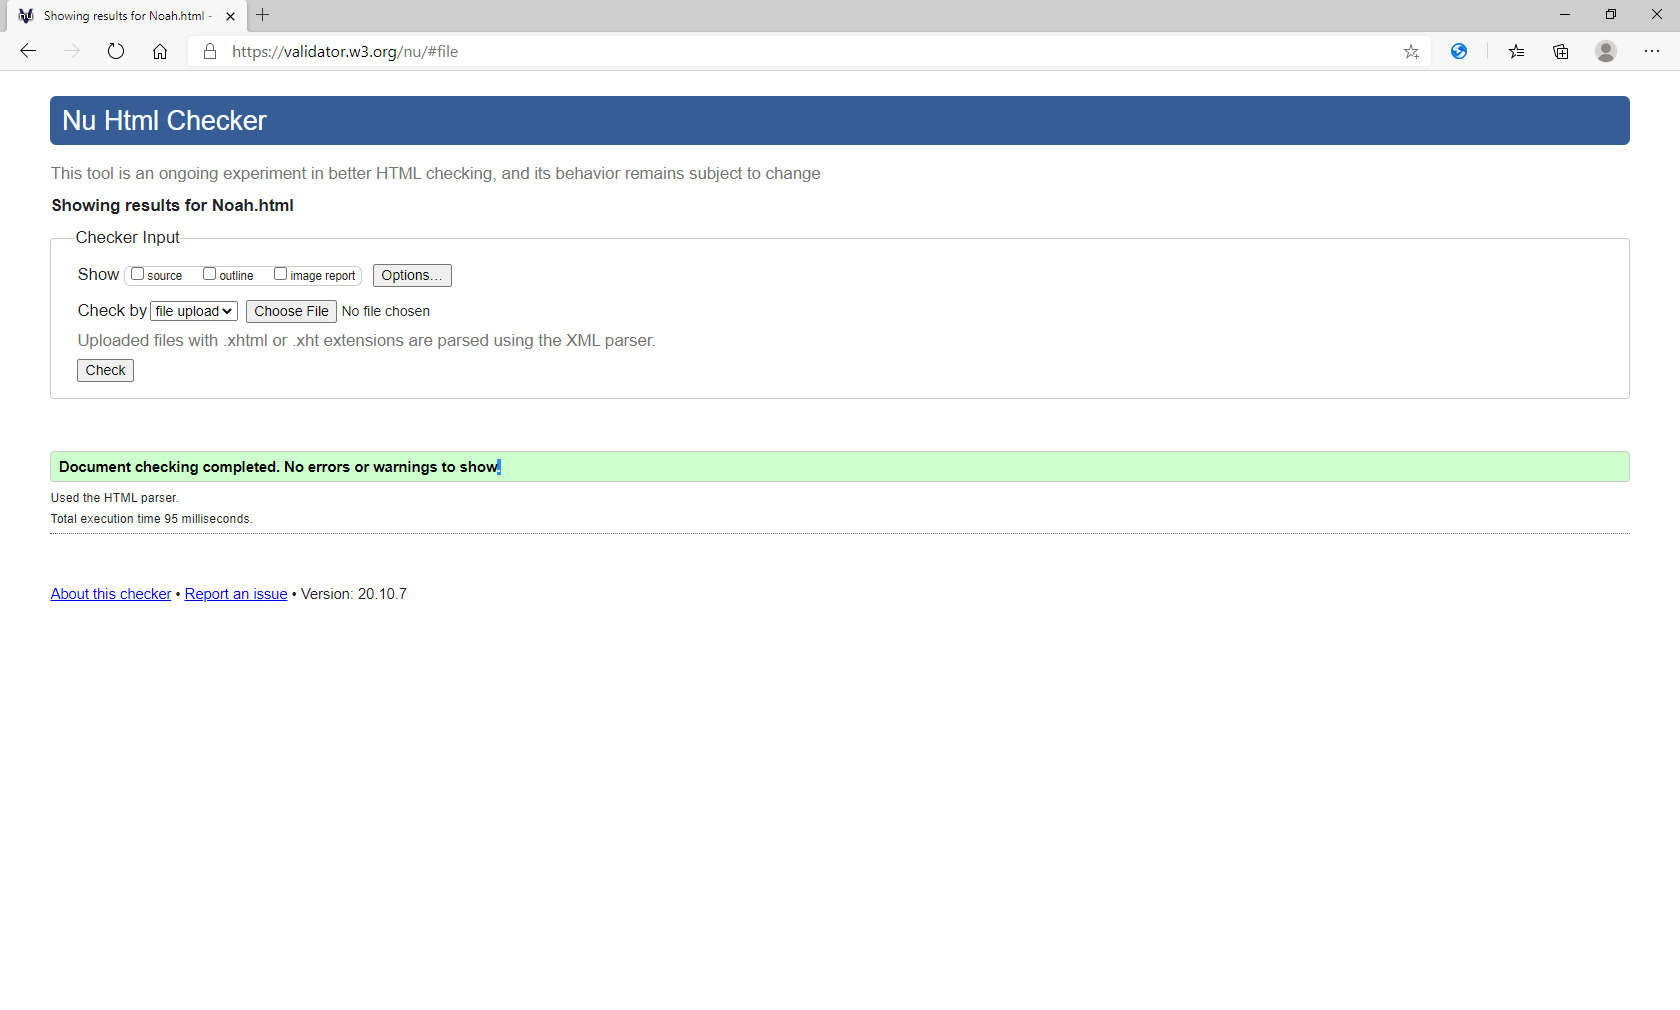 Showing results for Noah.html -
https://validator.w3.org/nu/#file
Nu Html Checker
This tool is an ongoing experiment in better HTML checking, and its behavior remains subject to change
Showing results for Noah.html
Checker Input
Show source outline image report Options...
Check by file upload Choose File No file chosen
Uploaded files with .xhtml or .xht extensions are parsed using the XML parser.
Check
Document checking completed. No errors or warnings to show.
Used the HTML parser.
Total execution time 95 milliseconds.
About this checker • Report an issue • Version: 20.10.7